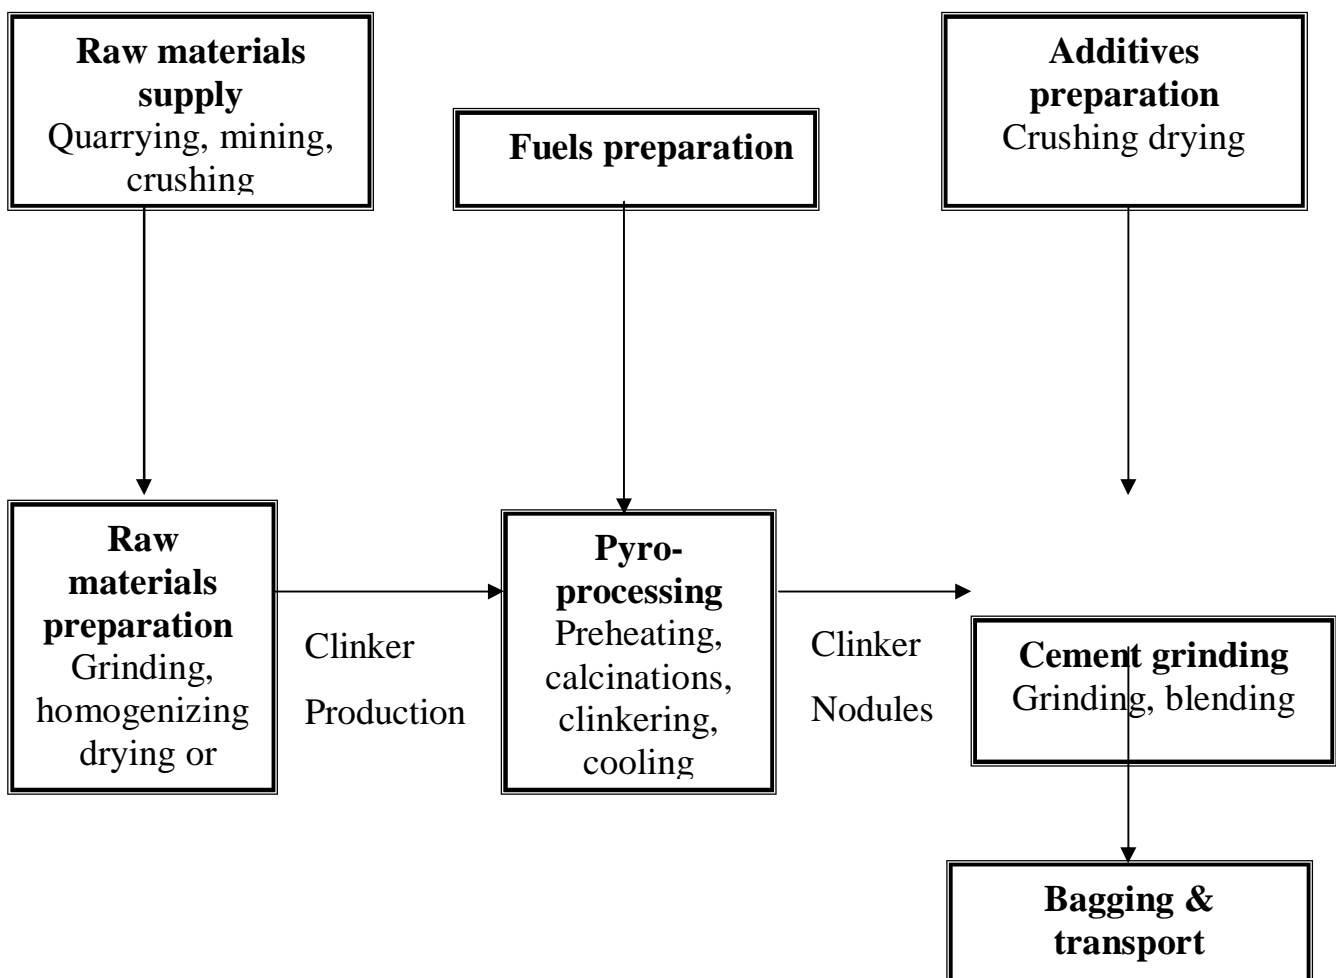 Raw materials
supply
Quarrying, mining,
crushing
Fuels preparation
Additives
preparation
Crushing drying
Raw
materials
preparation
Grinding,
homogenizing
drying or
Clinker
Production
Pyro-
processing
Preheating,
calcinations,
clinkering,
cooling
Clinker
Nodules
Cement grinding
Grinding, blending
Bagging &
transport